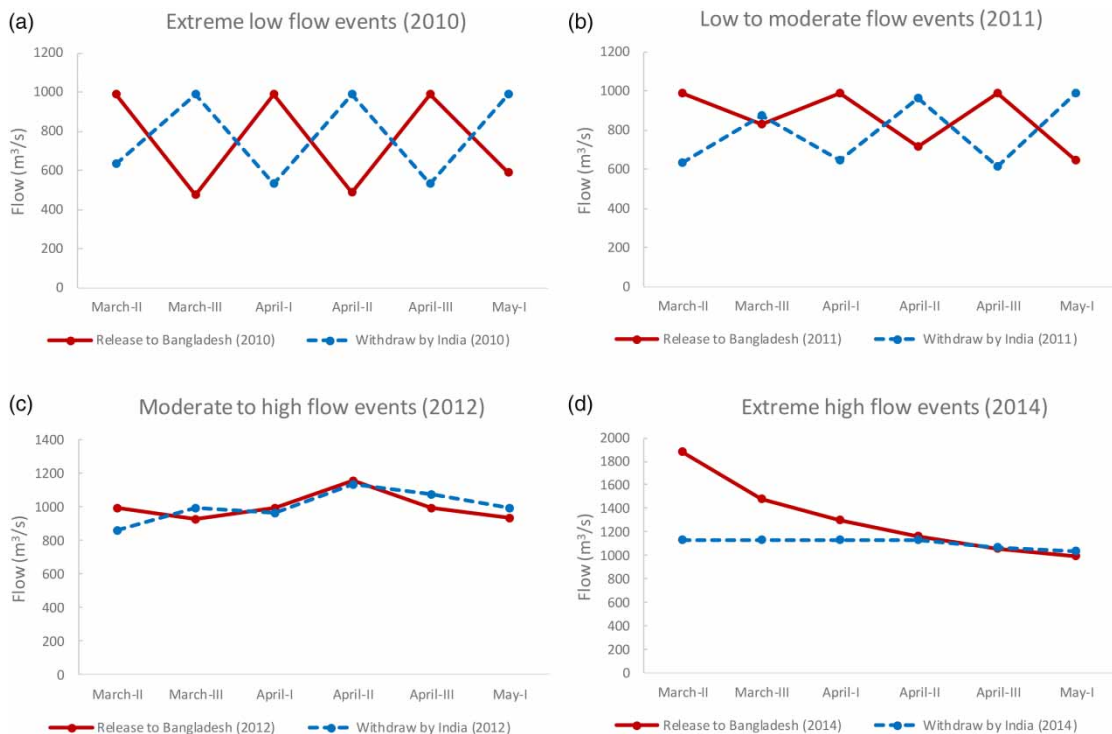 (a) Extreme low flow events (2010)
1200
1000
800
600
400
200
0
Flow (m³/s)
March-II March-III April-I April-II April-III May-I
Release to Bangladesh (2010) Withdraw by India (2010)
(b) Low to moderate flow events (2011)
1200
1000
800
600
400
200
0
Flow (m³/s)
March-II March-III April-I April-II April-III May-I
Release to Bangladesh (2011) Withdraw by India (2011)
(c) Moderate to high flow events (2012)
1400
1200
1000
800
600
400
200
0
Flow (m³/s)
March-II March-III April-I April-II April-III May-I
Release to Bangladesh (2012) Withdraw by India (2012)
(d) Extreme high flow events (2014)
2000
1800
1600
1400
1200
1000
800
600
400
200
0
Flow (m³/s)
March-II March-III April-I April-II April-III May-I
Release to Bangladesh (2014) Withdraw by India (2014)